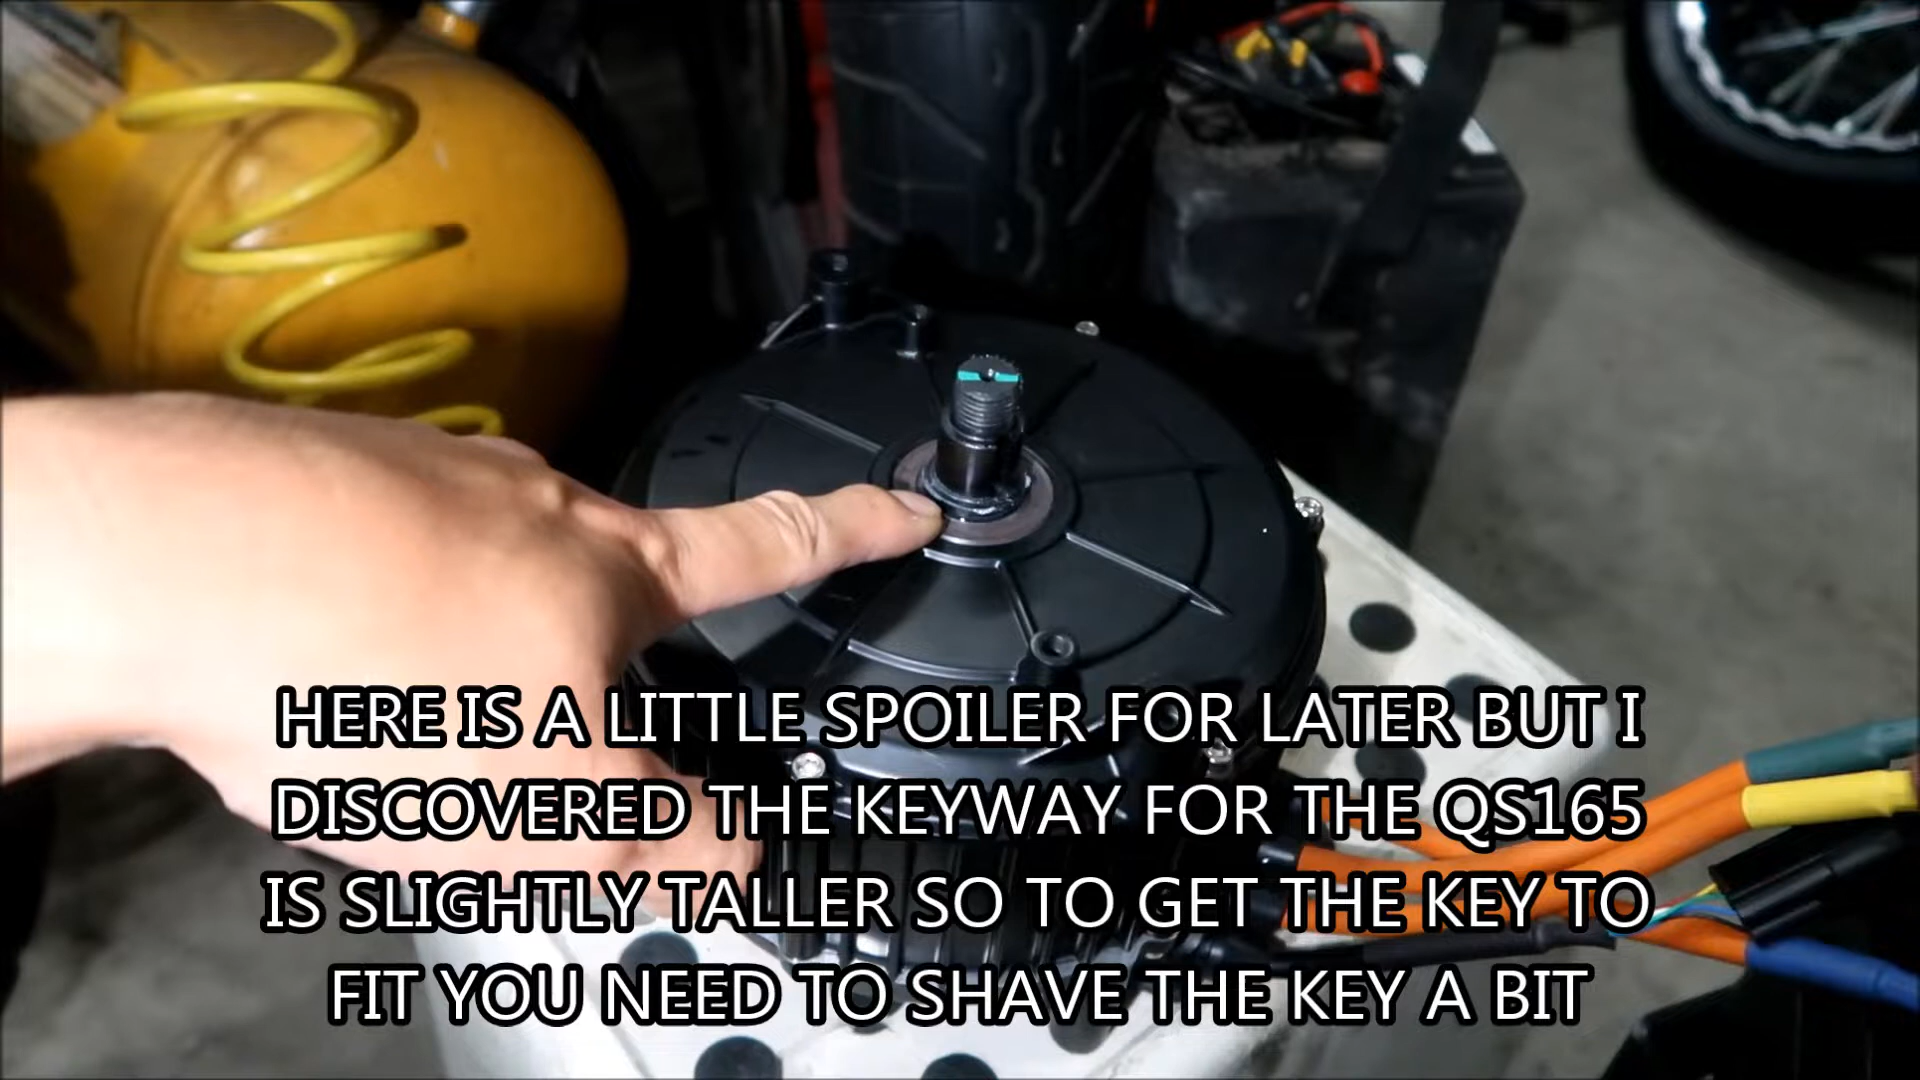 HERE IS A LITTLE SPOILER FOR LATER BUT I
DISCOVERED THE KEYWAY FOR THE QS165
IS SLIGHTLY TALLER SO TO GET THE KEY TO
FIT YOU NEED TO SHAVE THE KEY A BIT